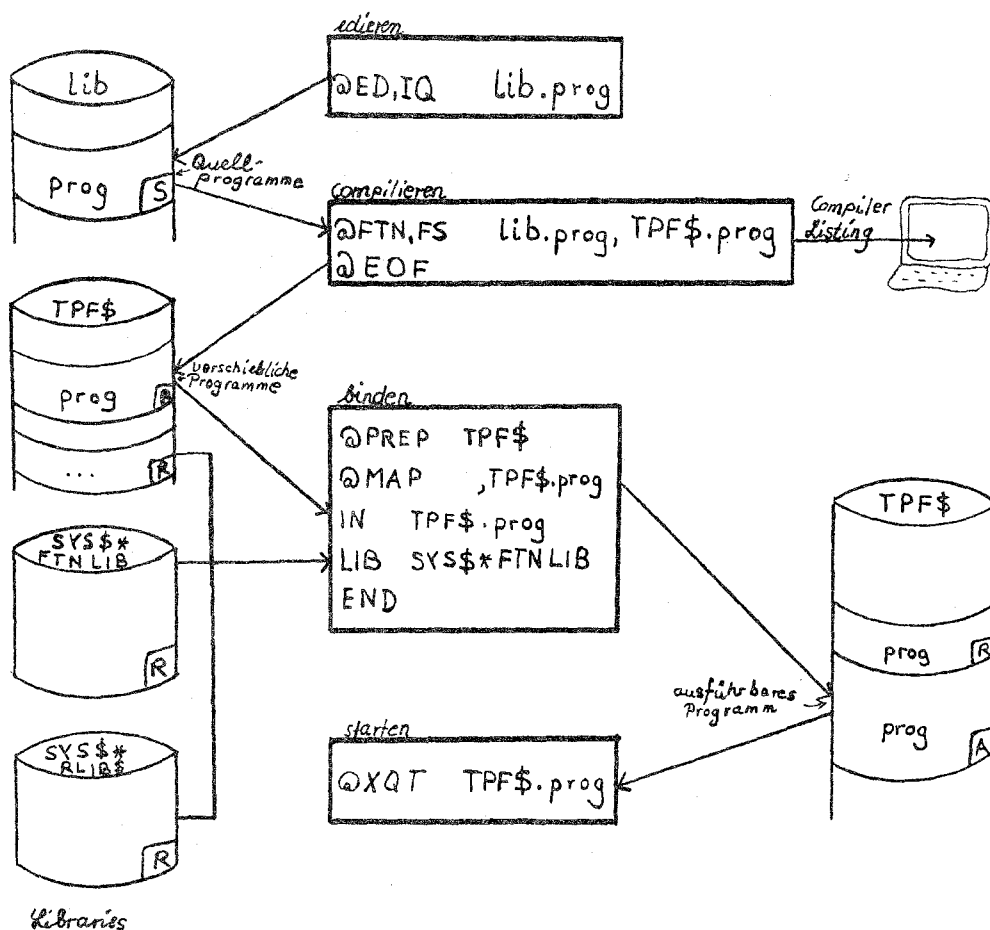 edieren
@ED,IQ lib.prog
lib
prog S
Quell-
programme
compilieren
@FTN,FS lib.prog, TPF$.prog
@EOF
Compiler
Listing
TPF$
prog R
... R
verschiebliche
Programme
binden
@PREP TPF$
@MAP ,TPF$.prog
IN TPF$.prog
LIB SYS$*FTNLIB
END
SYS$*
FTNLIB
R
SYS$*
RLIB$
R
Libraries
TPF$
prog R
prog A
ausführbares
Programm
starten
@XQT TPF$.prog